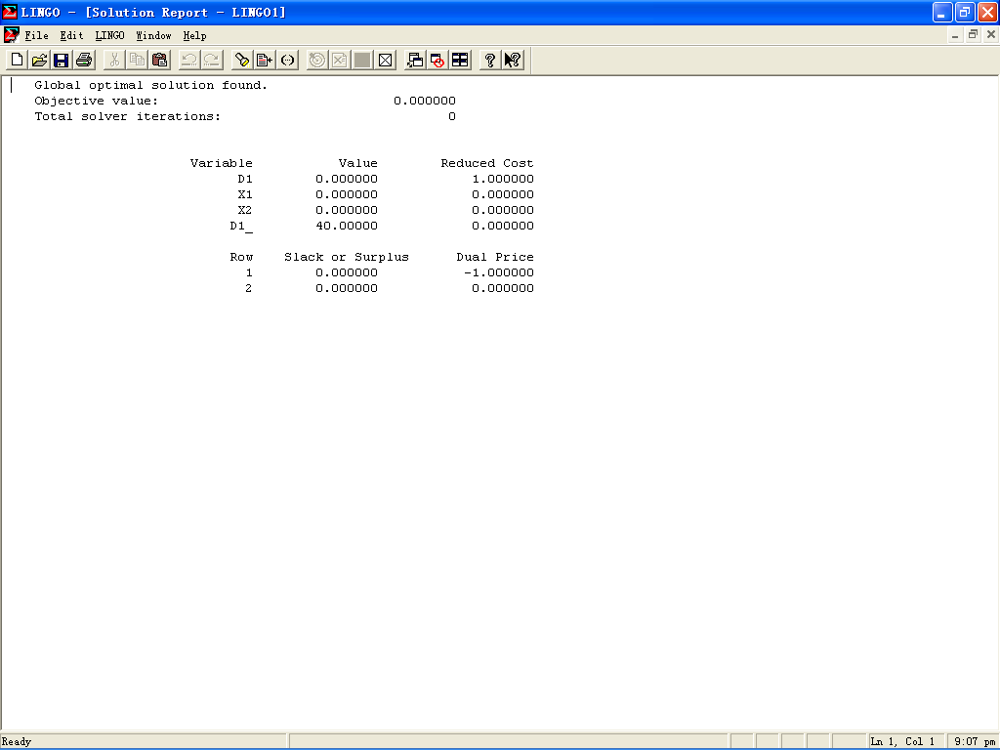 LINGO - [Solution Report - LINGO1]
File Edit LINGO Window Help
Global optimal solution found.
Objective value: 0.000000
Total solver iterations: 0
Variable Value Reduced Cost
D1 0.000000 1.000000
X1 0.000000 0.000000
X2 0.000000 0.000000
D1_ 40.00000 0.000000
Row Slack or Surplus Dual Price
1 0.000000 -1.000000
2 0.000000 0.000000
Ready Ln 1, Col 1 9:07 pm